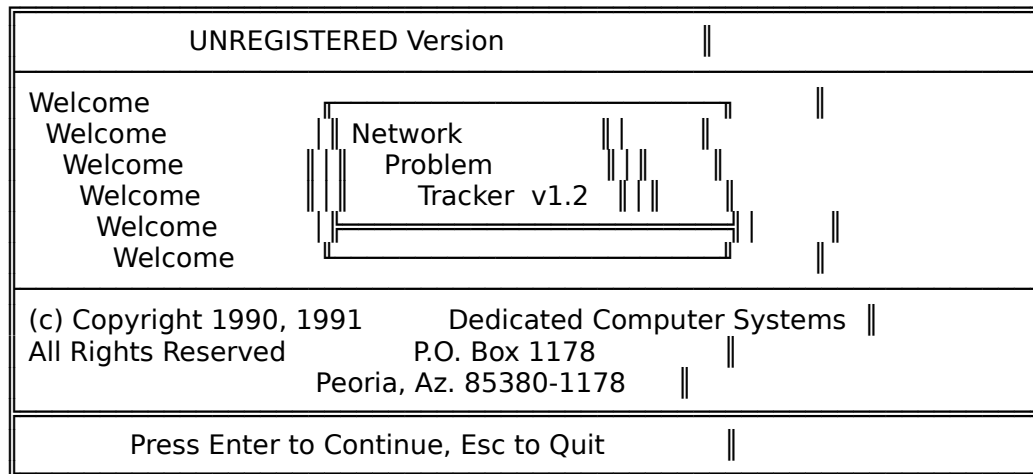 UNREGISTERED Version
Welcome
Welcome Network
Welcome Problem
Welcome Tracker v1.2
Welcome
Welcome
(c) Copyright 1990, 1991 Dedicated Computer Systems
All Rights Reserved P.O. Box 1178
Peoria, Az. 85380-1178
Press Enter to Continue, Esc to Quit